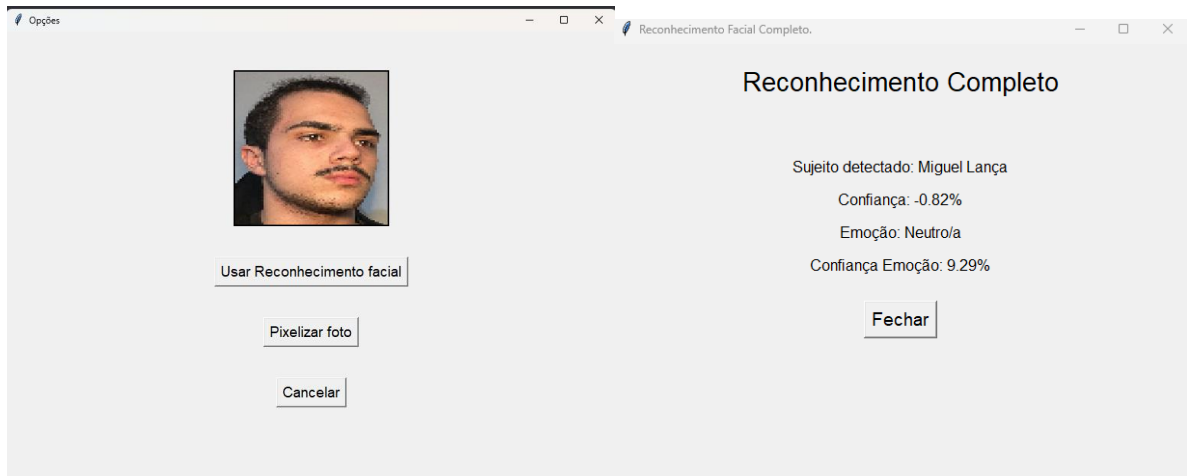 Opções
Usar Reconhecimento facial
Pixelizar foto
Cancelar
Reconhecimento Facial Completo.
Reconhecimento Completo
Sujeito detectado: Miguel Lança
Confiança: -0.82%
Emoção: Neutro/a
Confiança Emoção: 9.29%
Fechar